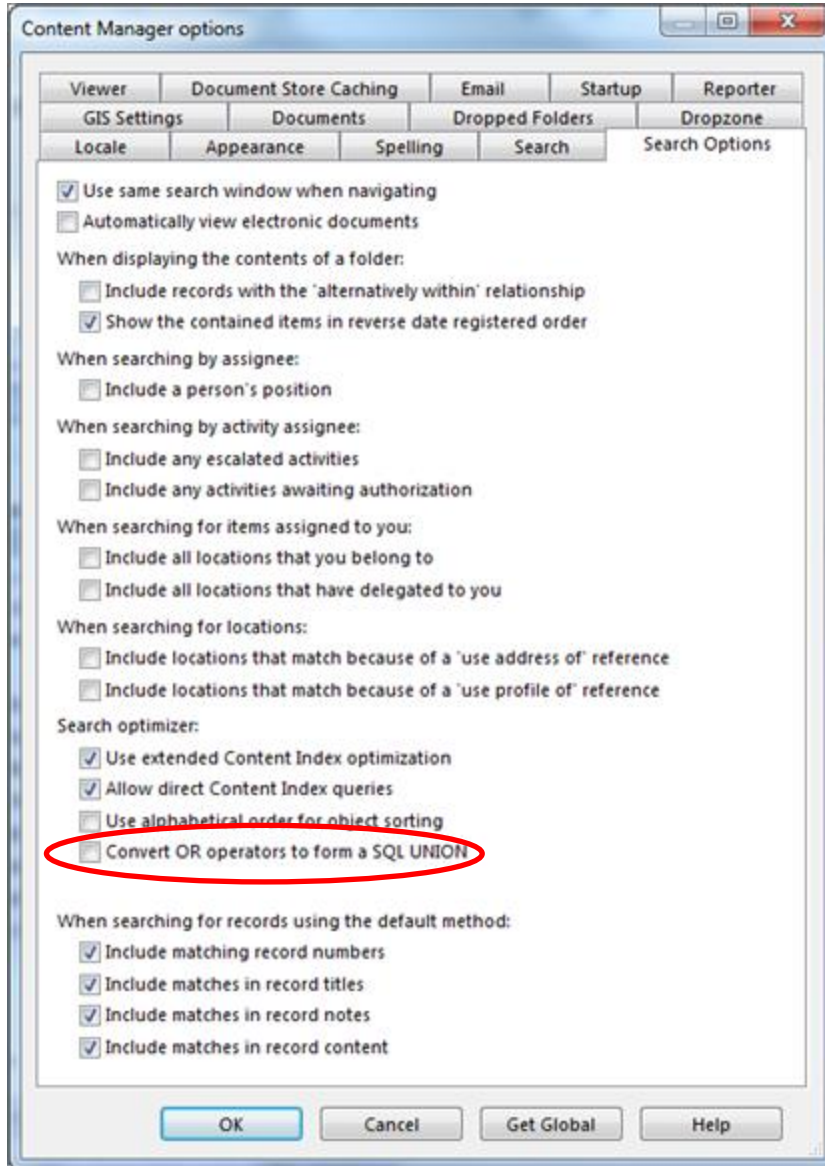 Content Manager options
Viewer Document Store Caching Email Startup Reporter
GIS Settings Documents Dropped Folders Dropzone
Locale Appearance Spelling Search Search Options
Use same search window when navigating
Automatically view electronic documents
When displaying the contents of a folder:
Include records with the 'alternatively within' relationship
Show the contained items in reverse date registered order
When searching by assignee:
Include a person's position
When searching by activity assignee:
Include any escalated activities
Include any activities awaiting authorization
When searching for items assigned to you:
Include all locations that you belong to
Include all locations that have delegated to you
When searching for locations:
Include locations that match because of a 'use address of' reference
Include locations that match because of a 'use profile of' reference
Search optimizer:
Use extended Content Index optimization
Allow direct Content Index queries
Use alphabetical order for object sorting
Convert OR operators to form a SQL UNION
When searching for records using the default method:
Include matching record numbers
Include matches in record titles
Include matches in record notes
Include matches in record content
OK Cancel Get Global Help